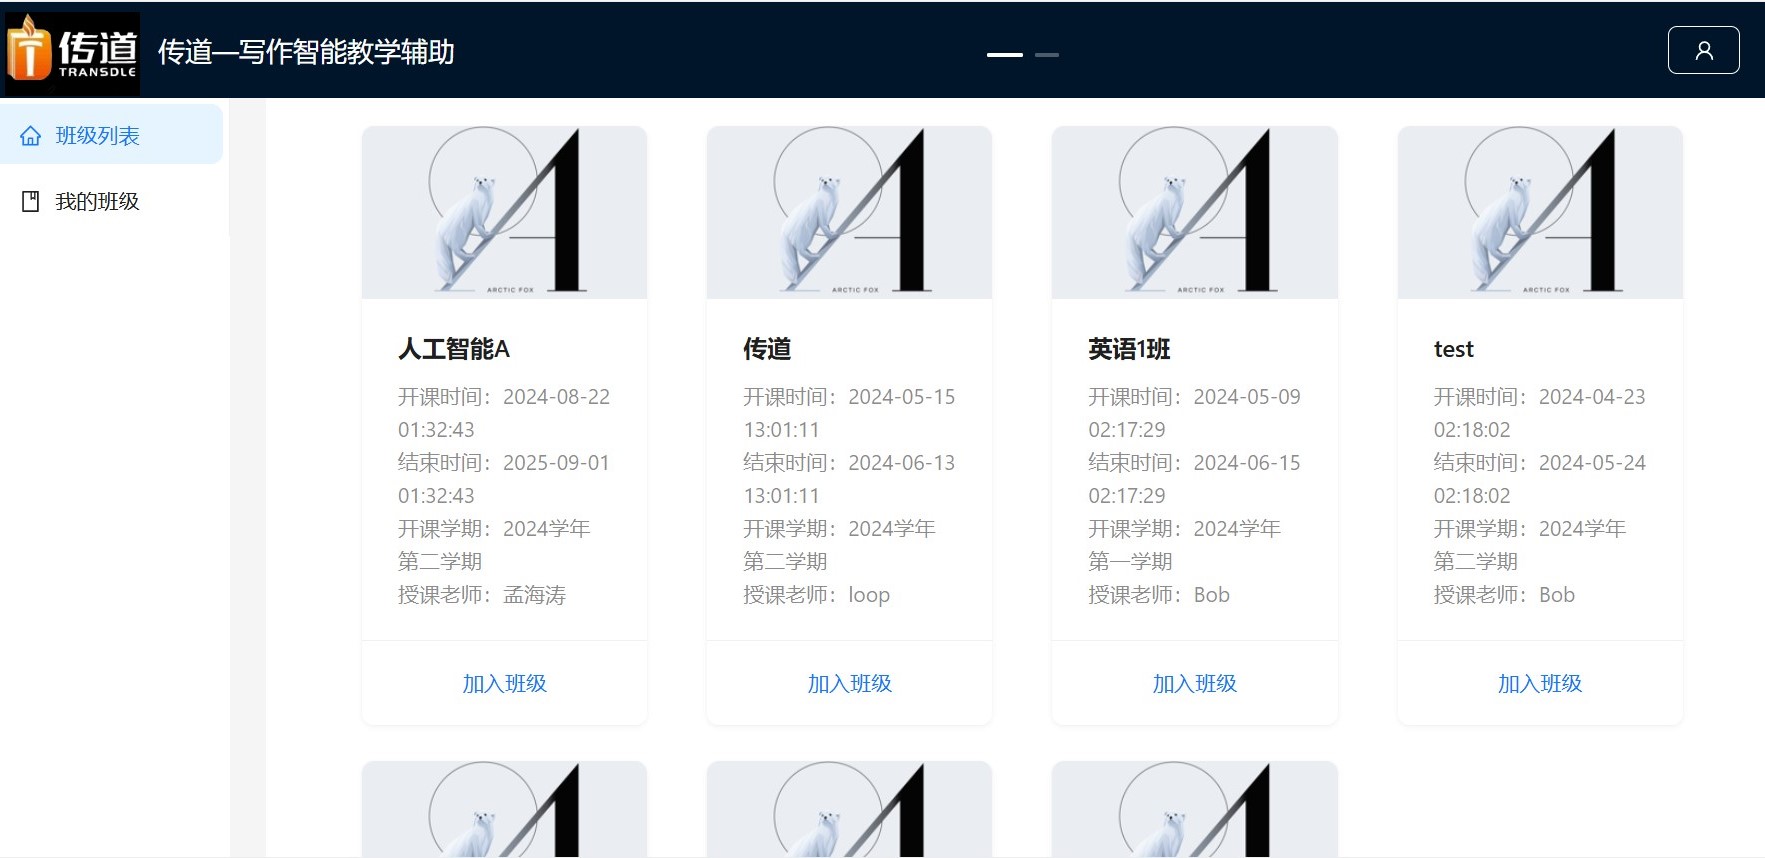 传道
TRANSDLE
传道—写作智能教学辅助
班级列表
我的班级
ARCTIC FOX
人工智能A
开课时间：2024-08-22
01:32:43
结束时间：2025-09-01
01:32:43
开课学期：2024学年
第二学期
授课老师：孟海涛
加入班级
ARCTIC FOX
传道
开课时间：2024-05-15
13:01:11
结束时间：2024-06-13
13:01:11
开课学期：2024学年
第二学期
授课老师：loop
加入班级
ARCTIC FOX
英语1班
开课时间：2024-05-09
02:17:29
结束时间：2024-06-15
02:17:29
开课学期：2024学年
第一学期
授课老师：Bob
加入班级
ARCTIC FOX
test
开课时间：2024-04-23
02:18:02
结束时间：2024-05-24
02:18:02
开课学期：2024学年
第二学期
授课老师：Bob
加入班级